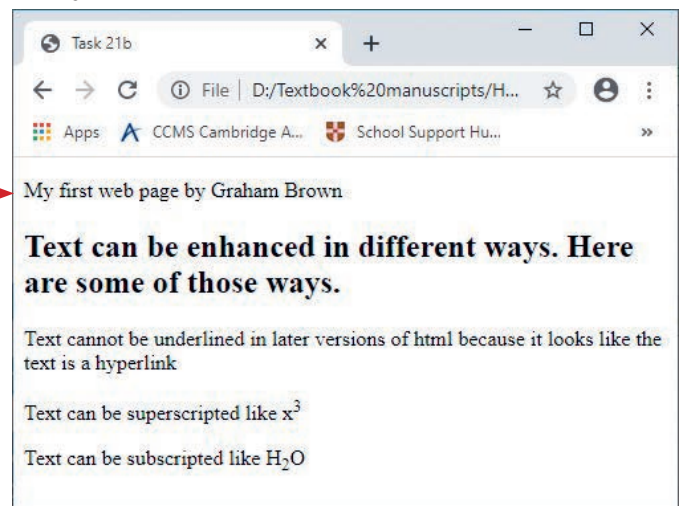 Task 21b
File | D:/Textbook%20manuscripts/H...
Apps CCMS Cambridge A... School Support Hu... »
My first web page by Graham Brown
Text can be enhanced in different ways. Here
are some of those ways.
Text cannot be underlined in later versions of html because it looks like the
text is a hyperlink
Text can be superscripted like x³
Text can be subscripted like H₂O